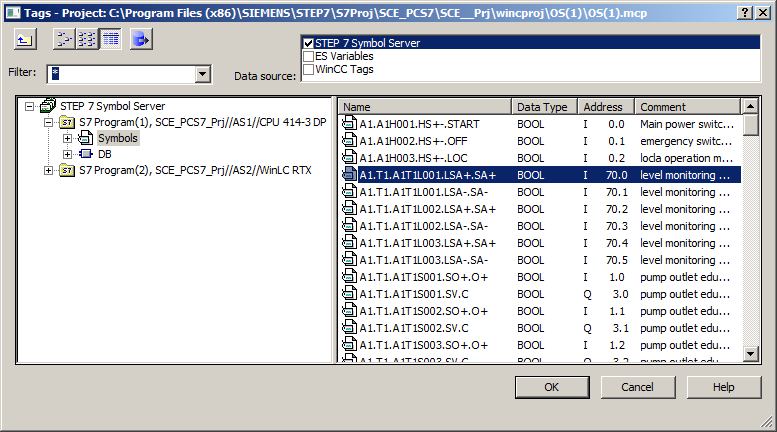 Tags - Project: C:\Program Files (x86)\SIEMENS\STEP7\S7Proj\SCE_PCS7\SCE__Prj\wincproj\OS(1)\OS(1).mcp
STEP 7 Symbol Server
ES Variables
WinCC Tags
Filter: *
Data source:
STEP 7 Symbol Server
S7 Program(1), SCE_PCS7_Prj//AS1//CPU 414-3 DP
Symbols
DB
S7 Program(2), SCE_PCS7_Prj//AS2//WinLC RTX
Name Data Type Address Comment
A1.A1H001.HS+-.START BOOL I 0.0 Main power switc...
A1.A1H002.HS+-.OFF BOOL I 0.1 emergency switc...
A1.A1H003.HS+-.LOC BOOL I 0.2 locla operation m...
A1.T1.A1T1L001.LSA+.SA+ BOOL I 70.0 level monitoring ...
A1.T1.A1T1L001.LSA-.SA- BOOL I 70.1 level monitoring ...
A1.T1.A1T1L002.LSA+.SA+ BOOL I 70.2 level monitoring ...
A1.T1.A1T1L002.LSA-.SA- BOOL I 70.3 level monitoring ...
A1.T1.A1T1L003.LSA+.SA+ BOOL I 70.4 level monitoring ...
A1.T1.A1T1L003.LSA-.SA- BOOL I 70.5 level monitoring ...
A1.T1.A1T1S001.SO+.O+ BOOL I 1.0 pump outlet edu...
A1.T1.A1T1S001.SV.C BOOL Q 3.0 pump outlet edu...
A1.T1.A1T1S002.SO+.O+ BOOL I 1.1 pump outlet edu...
A1.T1.A1T1S002.SV.C BOOL Q 3.1 pump outlet edu...
A1.T1.A1T1S003.SO+.O+ BOOL I 1.2 pump outlet edu...
A1.T1.A1T1S003.SV.C BOOL Q 3.2 pump outlet edu...
OK Cancel Help